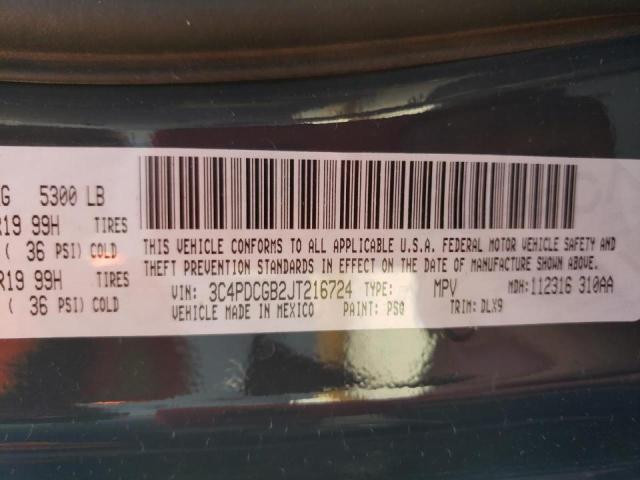 G 5300 LB
R19 99H TIRES
( 36 PSI) COLD
R19 99H TIRES
( 36 PSI) COLD
THIS VEHICLE CONFORMS TO ALL APPLICABLE U.S.A. FEDERAL MOTOR VEHICLE SAFETY AND
THEFT PREVENTION STANDARDS IN EFFECT ON THE DATE OF MANUFACTURE SHOWN ABOVE.
VIN: 3C4PDCGB2JT216724 TYPE: MPV MDH: 112316 310AA
VEHICLE MADE IN MEXICO PAINT: PSQ TRIM: DLX9